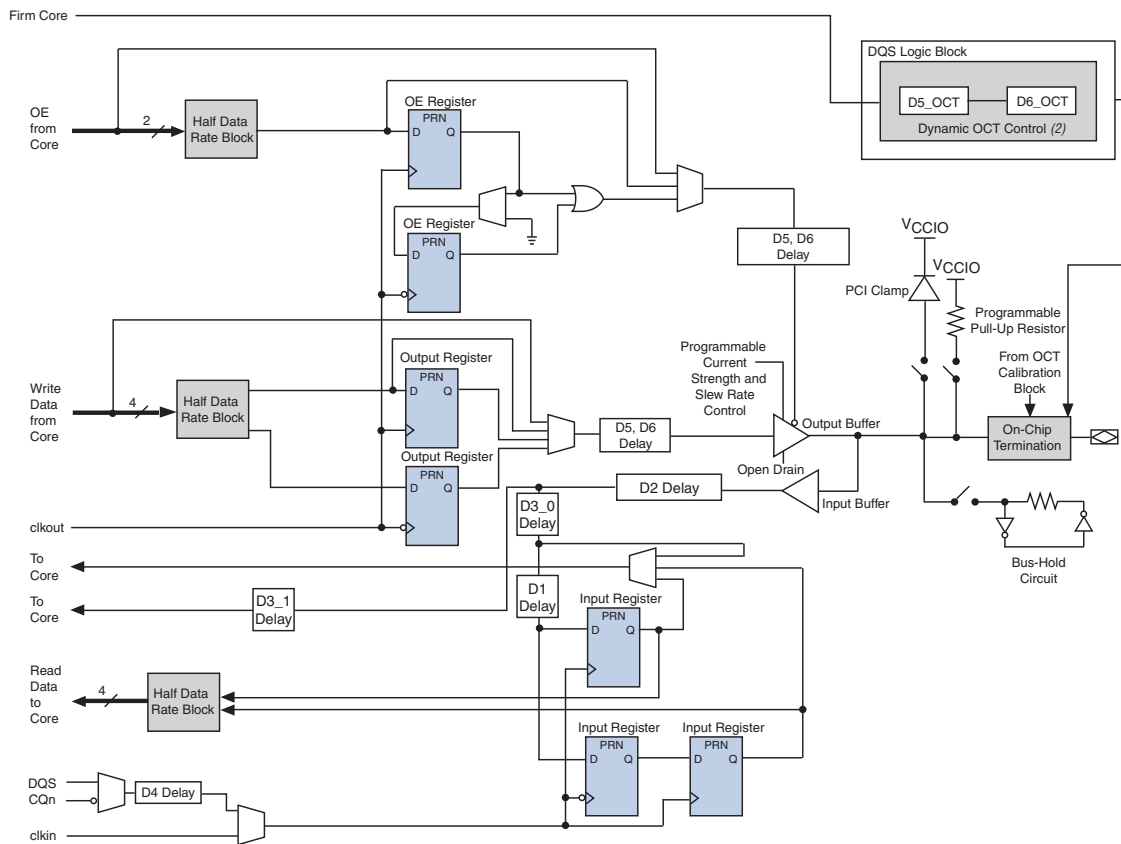 Firm Core
DQS Logic Block
D5_OCT
D6_OCT
Dynamic OCT Control (2)
OE
from
Core
2
Half Data
Rate Block
OE Register
PRN
D
Q
OE Register
PRN
D
Q
D5, D6
Delay
VCCIO
VCCIO
PCI Clamp
Programmable
Pull-Up Resistor
From OCT
Calibration
Block
On-Chip
Termination
Write
Data
from
Core
4
Half Data
Rate Block
Output Register
PRN
D
Q
Output Register
PRN
D
Q
D5, D6
Delay
Programmable
Current
Strength and
Slew Rate
Control
Output Buffer
Open Drain
Input Buffer
D2 Delay
D3_0
Delay
clkout
Bus-Hold
Circuit
To
Core
D1
Delay
To
Core
D3_1
Delay
Input Register
PRN
D
Q
Read
Data
to
Core
4
Half Data
Rate Block
Input Register
PRN
D
Q
Input Register
PRN
D
Q
DQS
CQn
D4 Delay
clkin